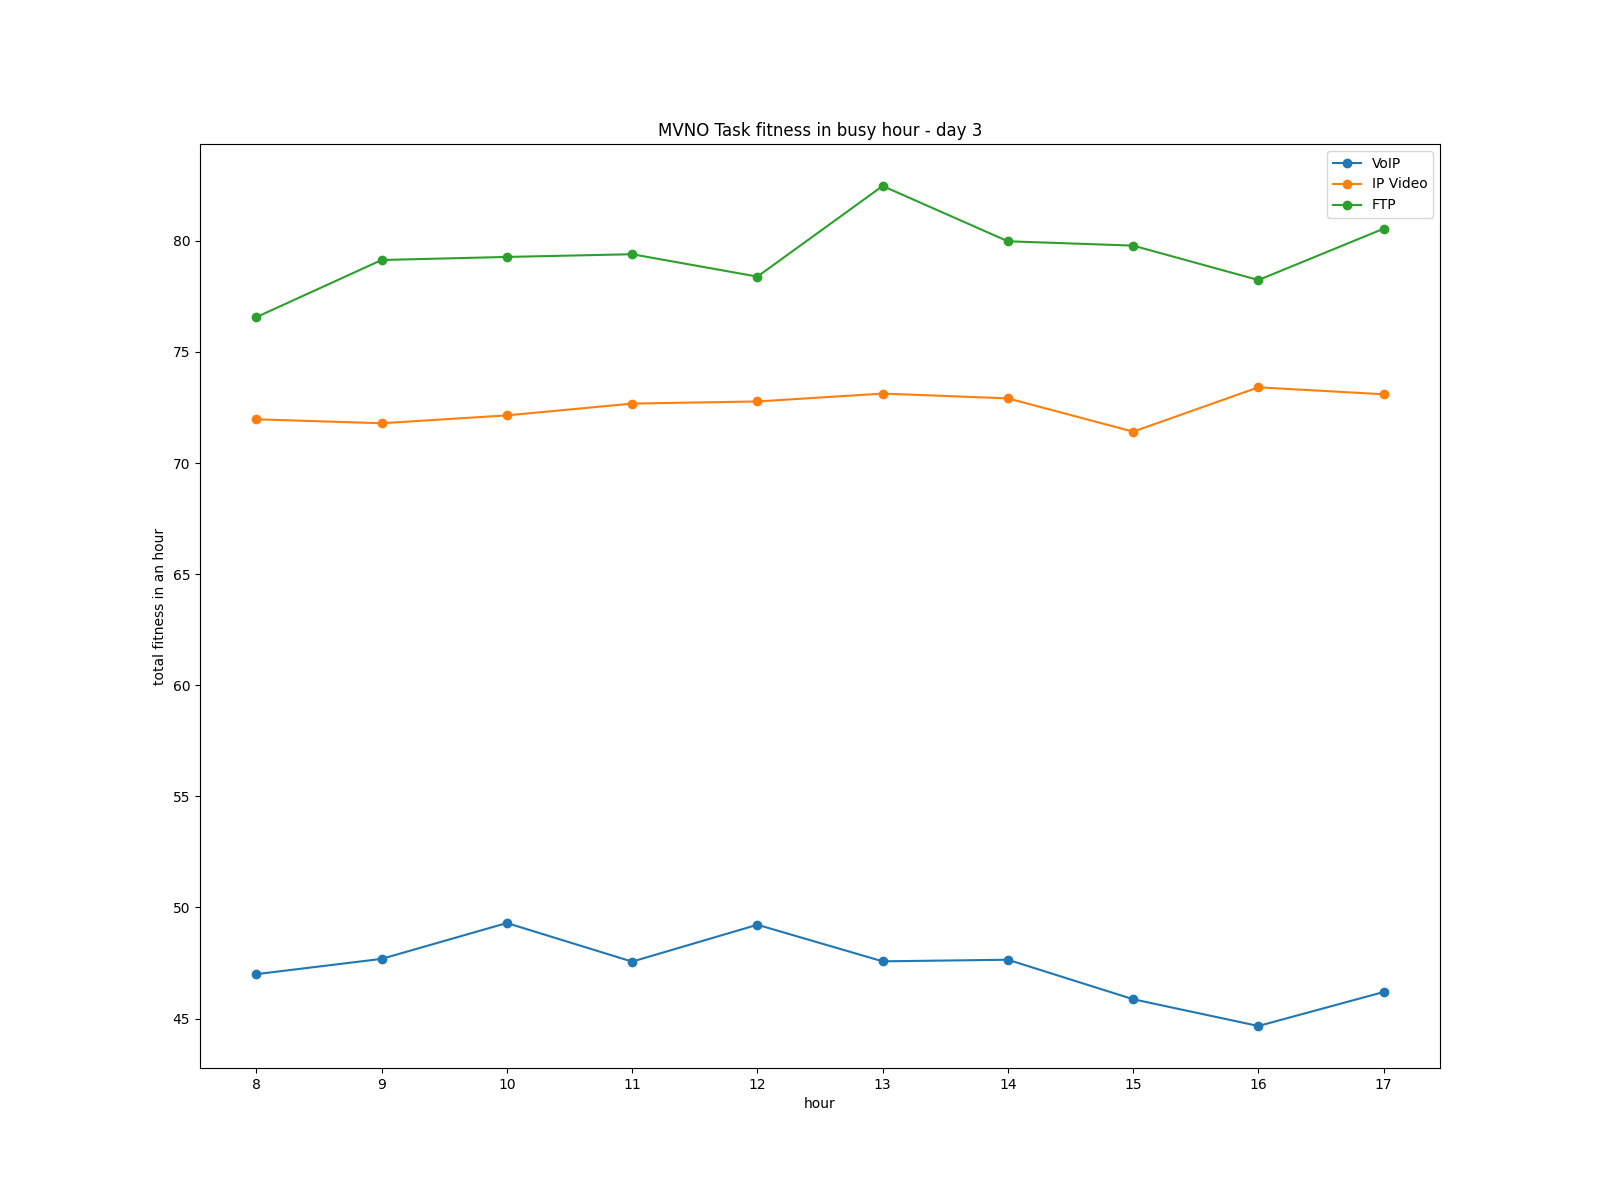 MVNO Task fitness in busy hour - day 3
VoIP
IP Video
FTP
80
75
70
65
60
55
50
45
total fitness in an hour
8 9 10 11 12 13 14 15 16 17
hour